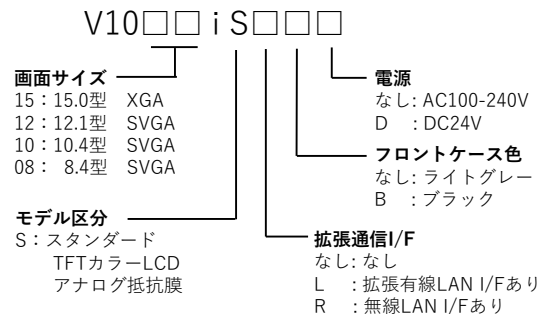 V10□□iS□□□
画面サイズ
15：15.0型 XGA
12：12.1型 SVGA
10：10.4型 SVGA
08： 8.4型 SVGA
モデル区分
S：スタンダード
TFTカラーLCD
アナログ抵抗膜
電源
なし: AC100-240V
D : DC24V
フロントケース色
なし: ライトグレー
B : ブラック
拡張通信I/F
なし: なし
L : 拡張有線LAN I/Fあり
R : 無線LAN I/Fあり